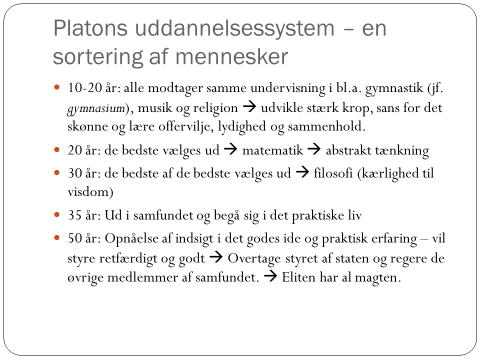 Platons uddannelsessystem – en
sortering af mennesker
• 10-20 år: alle modtager samme undervisning i bl.a. gymnastik (jf.
gymnasium), musik og religion → udvikle stærk krop, sans for det
skønne og lære offervilje, lydighed og sammenhold.
• 20 år: de bedste vælges ud → matematik → abstrakt tænkning
• 30 år: de bedste af de bedste vælges ud → filosofi (kærlighed til
visdom)
• 35 år: Ud i samfundet og begå sig i det praktiske liv
• 50 år: Opnåelse af indsigt i det godes ide og praktisk erfaring – vil
styre retfærdigt og godt → Overtage styret af staten og regere de
øvrige medlemmer af samfundet. → Eliten har al magten.